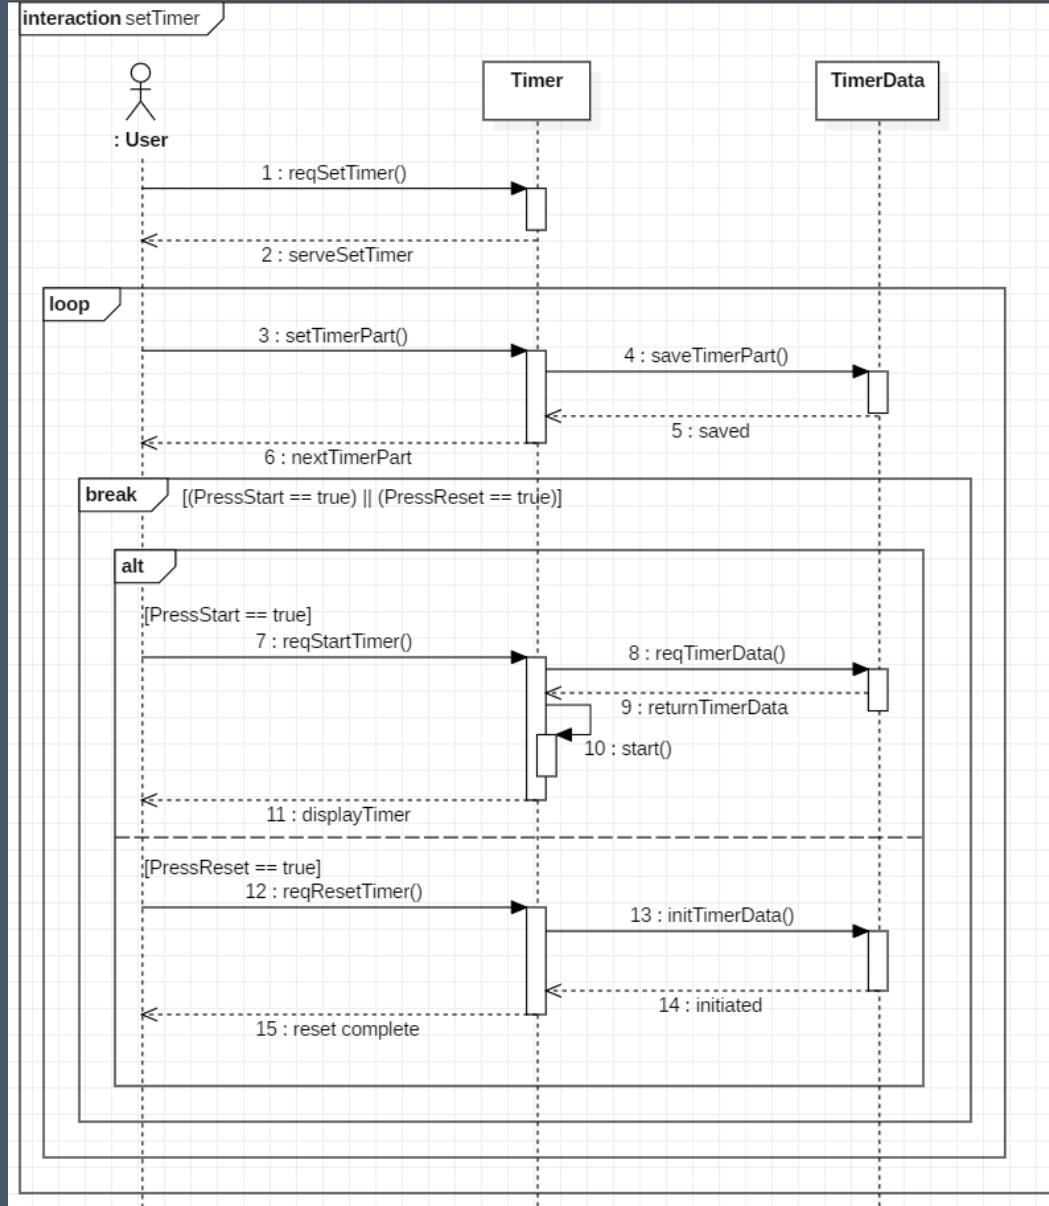 interaction setTimer
Timer
TimerData
: User
1 : reqSetTimer()
2 : serveSetTimer
loop
3 : setTimerPart()
4 : saveTimerPart()
5 : saved
6 : nextTimerPart
break
[(PressStart == true) || (PressReset == true)]
alt
[PressStart == true]
7 : reqStartTimer()
8 : reqTimerData()
9 : returnTimerData
10 : start()
11 : displayTimer
[PressReset == true]
12 : reqResetTimer()
13 : initTimerData()
14 : initiated
15 : reset complete